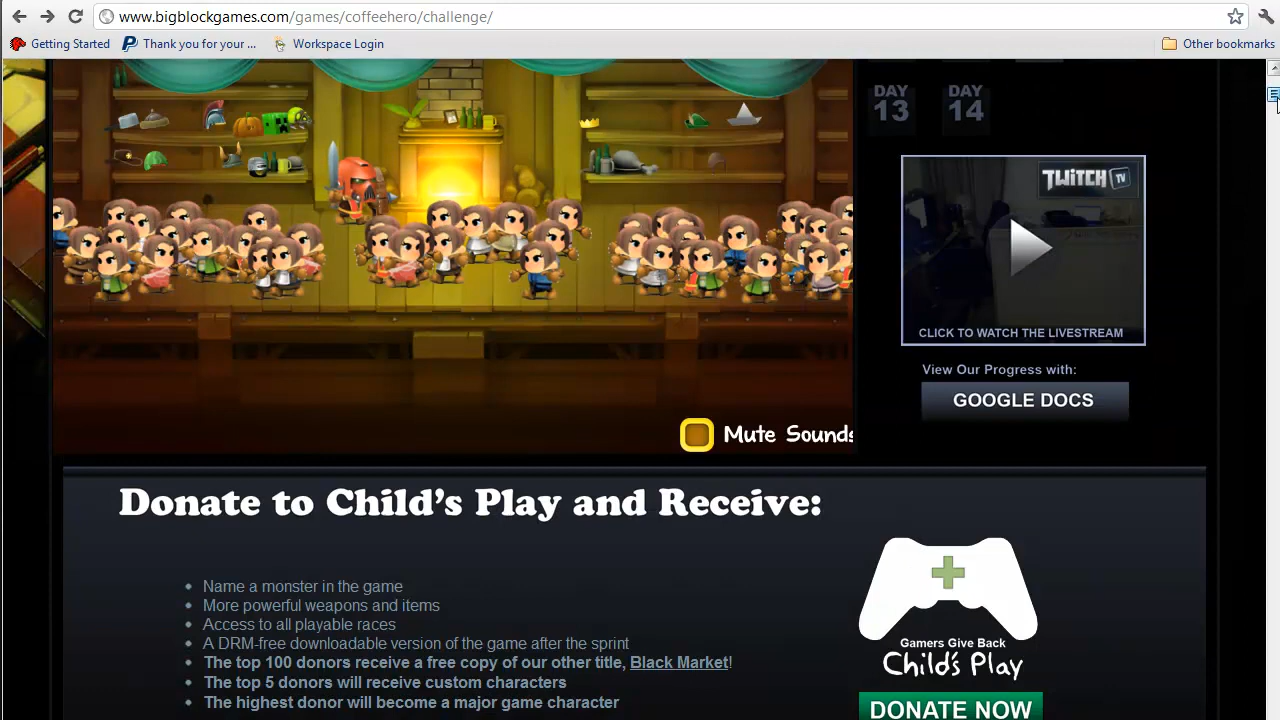 www.bigblockgames.com/games/coffeehero/challenge/
Getting Started
Thank you for your ...
Workspace Login
Other bookmarks
DAY
13
DAY
14
TWITCH TV
CLICK TO WATCH THE LIVESTREAM
View Our Progress with:
GOOGLE DOCS
Mute Sounds
Donate to Child's Play and Receive:
• Name a monster in the game
• More powerful weapons and items
• Access to all playable races
• A DRM-free downloadable version of the game after the sprint
• The top 100 donors receive a free copy of our other title, Black Market!
• The top 5 donors will receive custom characters
• The highest donor will become a major game character
Gamers Give Back
Child's Play
DONATE NOW